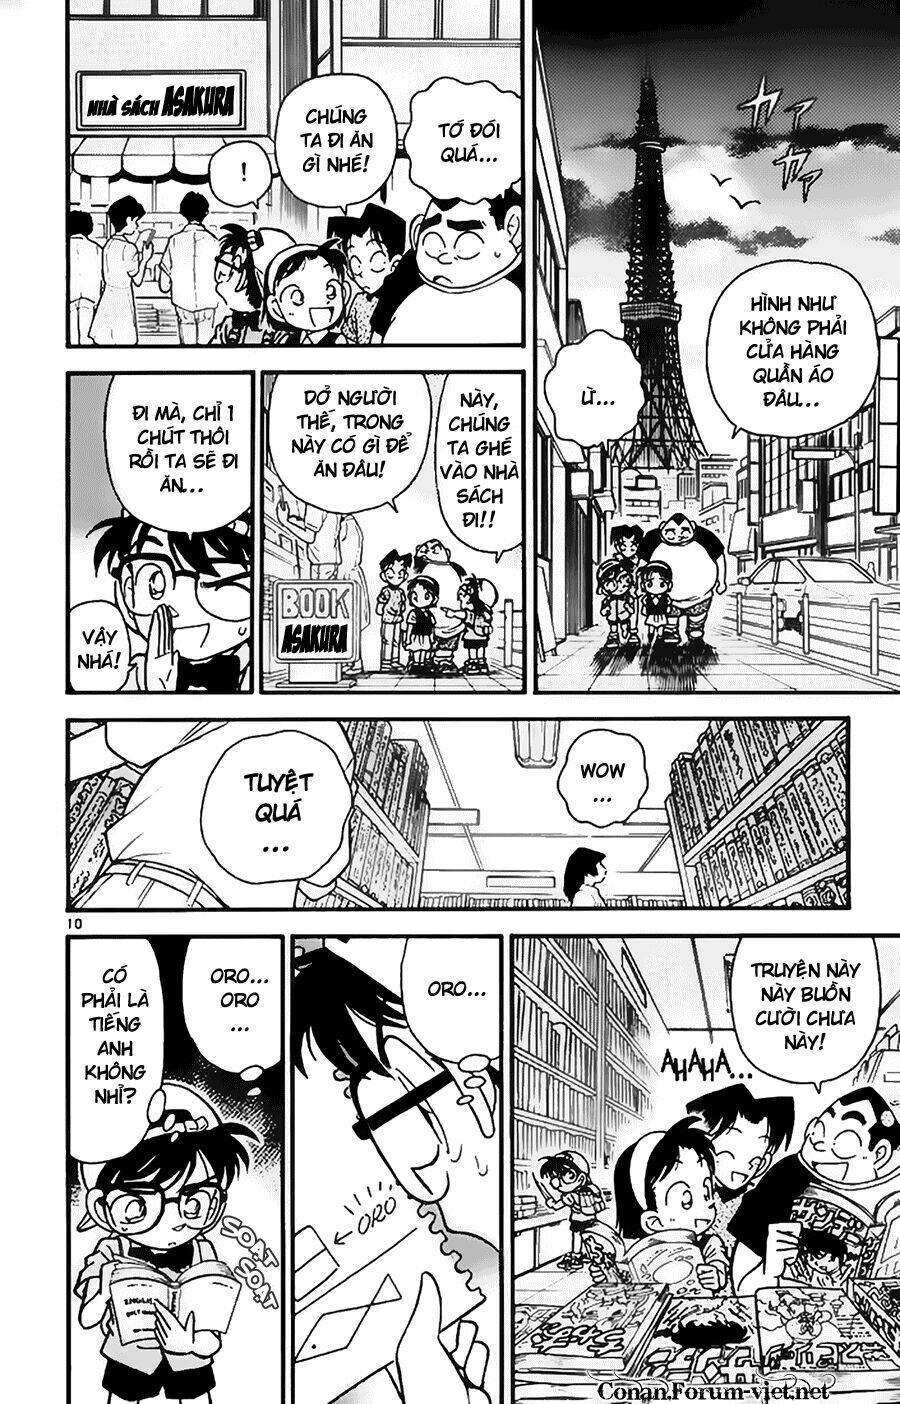 カア
カア
HÌNH NHƯ
KHÔNG PHẢI
CỬA HÀNG
QUẦN ÁO
ĐÂU...
Ừ...
TỚ ĐÓI
QUÁ...
CHÚNG
TA ĐI ĂN
GÌ NHÉ!
!
NHÀ SÁCH ASAKURA
NÀY,
CHÚNG
TA GHÉ
VÀO NHÀ
SÁCH
ĐI!!
DỞ NGƯỜI
THẾ, TRONG
NÀY CÓ GÌ ĐỂ
ĂN ĐÂU!
BOOK
ASAKURA
ĐI MÀ, CHỈ 1
CHÚT THÔI
RỒI TA SẼ ĐI
ĂN...
VẬY
NHÁ!
WOW
...
TUYỆT
QUÁ
...
10
TRUYỆN NÀY
NÀY BUỒN
CƯỜI CHƯA
NÀY!
AHAHA...
ORO...
← ORO
ORO...
ORO
...
CÓ
PHẢI LÀ
TIẾNG
ANH
KHÔNG
NHỈ?
SOẠT
SOẠT
Conan.Forum-viet.net